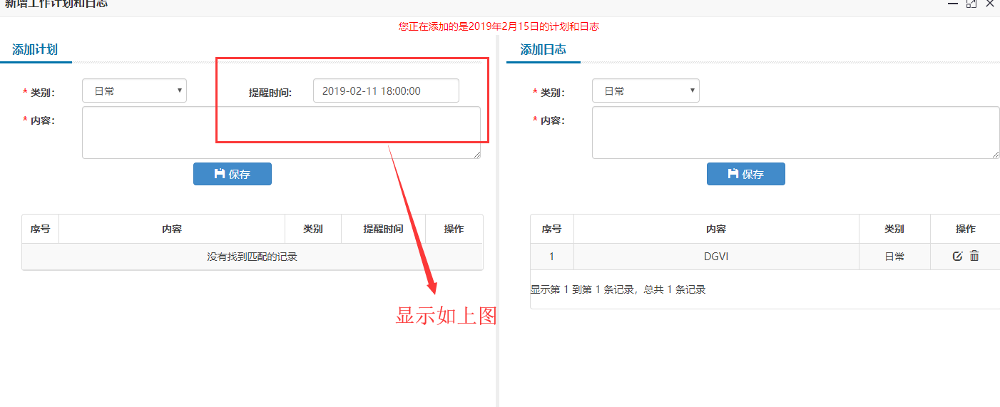 新增工作计划和日志
您正在添加的是2019年2月15日的计划和日志
添加计划
* 类别: 日常 提醒时间: 2019-02-11 18:00:00
* 内容:
保存
序号 内容 类别 提醒时间 操作
没有找到匹配的记录
显示如上图
添加日志
* 类别: 日常
* 内容:
保存
序号 内容 类别 操作
1 DGVI 日常
显示第 1 到第 1 条记录，总共 1 条记录